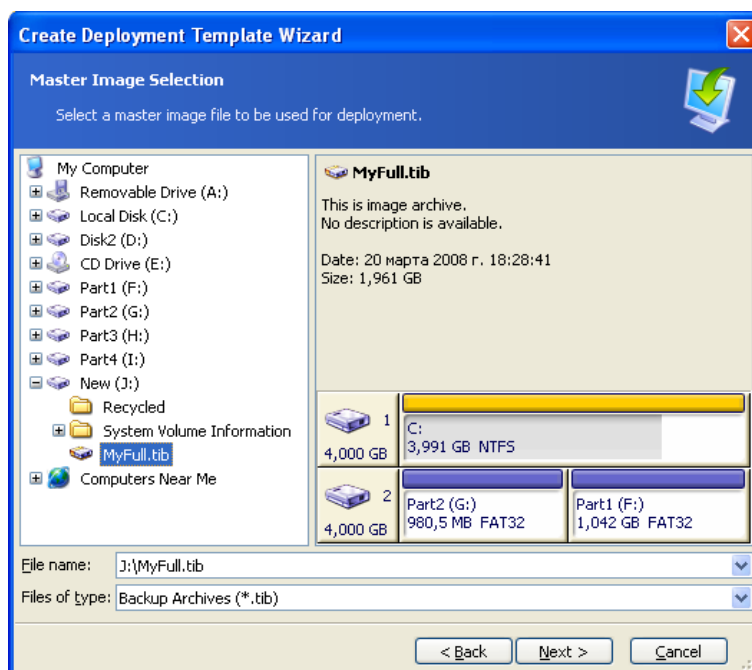 Create Deployment Template Wizard
Master Image Selection
Select a master image file to be used for deployment.
My Computer
Removable Drive (A:)
Local Disk (C:)
Disk2 (D:)
CD Drive (E:)
Part1 (F:)
Part2 (G:)
Part3 (H:)
Part4 (I:)
New (J:)
Recycled
System Volume Information
MyFull.tib
Computers Near Me
MyFull.tib
This is image archive.
No description is available.
Date: 20 марта 2008 г. 18:28:41
Size: 1,961 GB
1
4,000 GB
C:
3,991 GB NTFS
2
4,000 GB
Part2 (G:)
980,5 MB FAT32
Part1 (F:)
1,042 GB FAT32
File name: J:\MyFull.tib
Files of type: Backup Archives (*.tib)
< Back Next > Cancel